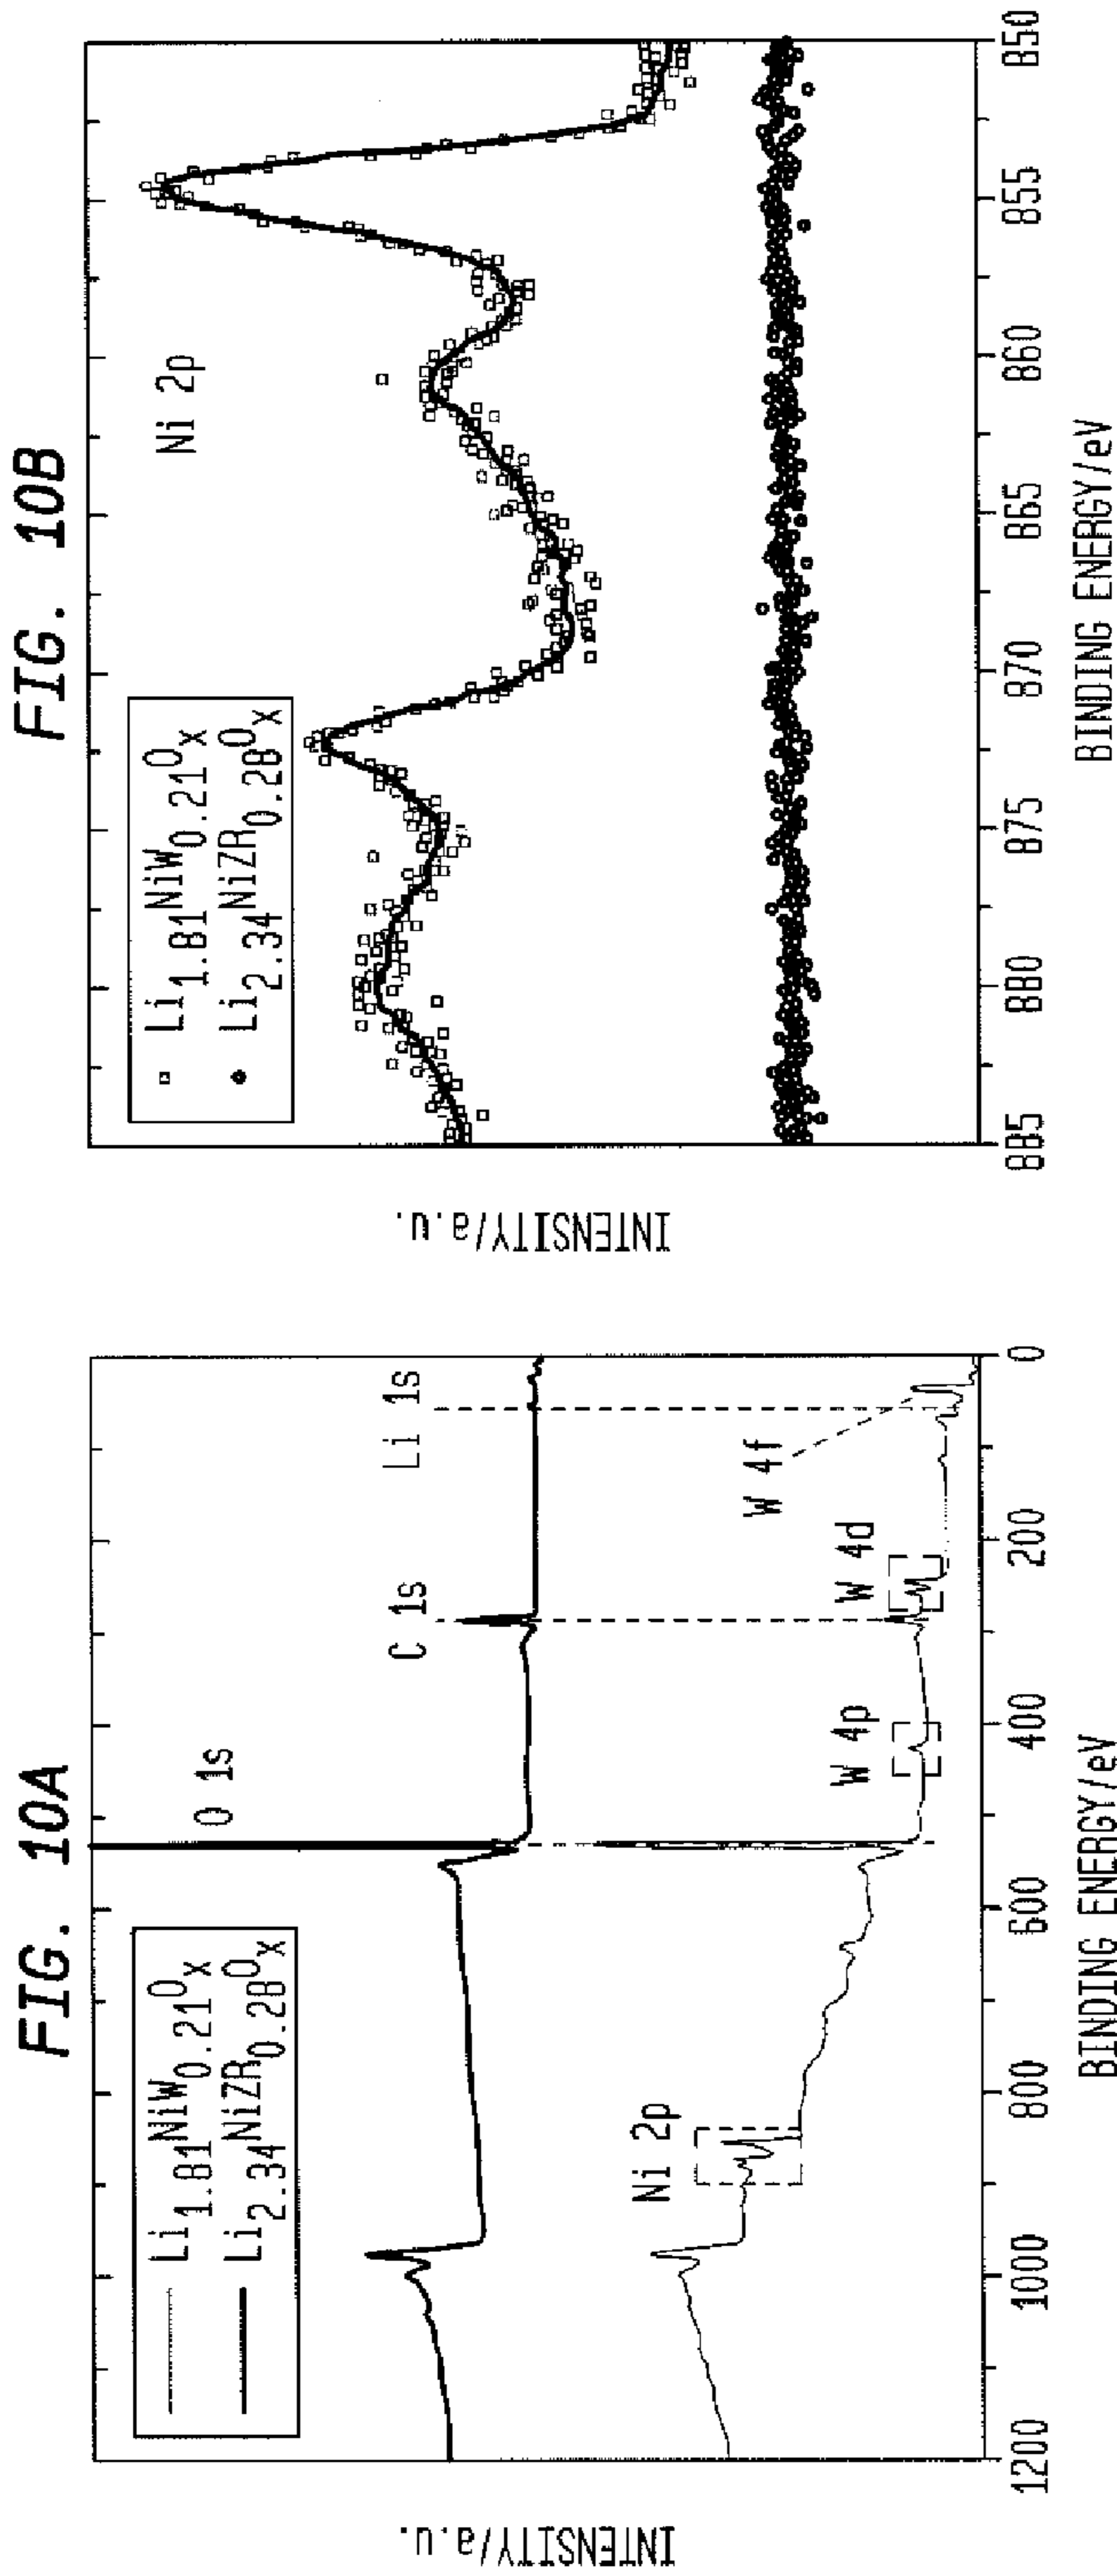 FIG. 10A
Li1.81NiW0.21Ox
Li2.34NiZR0.28Ox
O 1s
C 1s
Li 1s
Ni 2p
W 4p
W 4d
W 4f
INTENSITY/a.u.
1200
1000
800
600
400
200
0
BINDING ENERGY/eV
FIG. 10B
Li1.81NiW0.21Ox
Li2.34NiZR0.28Ox
Ni 2p
INTENSITY/a.u.
885
880
875
870
865
860
855
850
BINDING ENERGY/eV